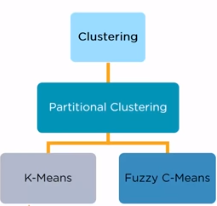 Clustering
Partitional Clustering
K-Means
Fuzzy C-Means